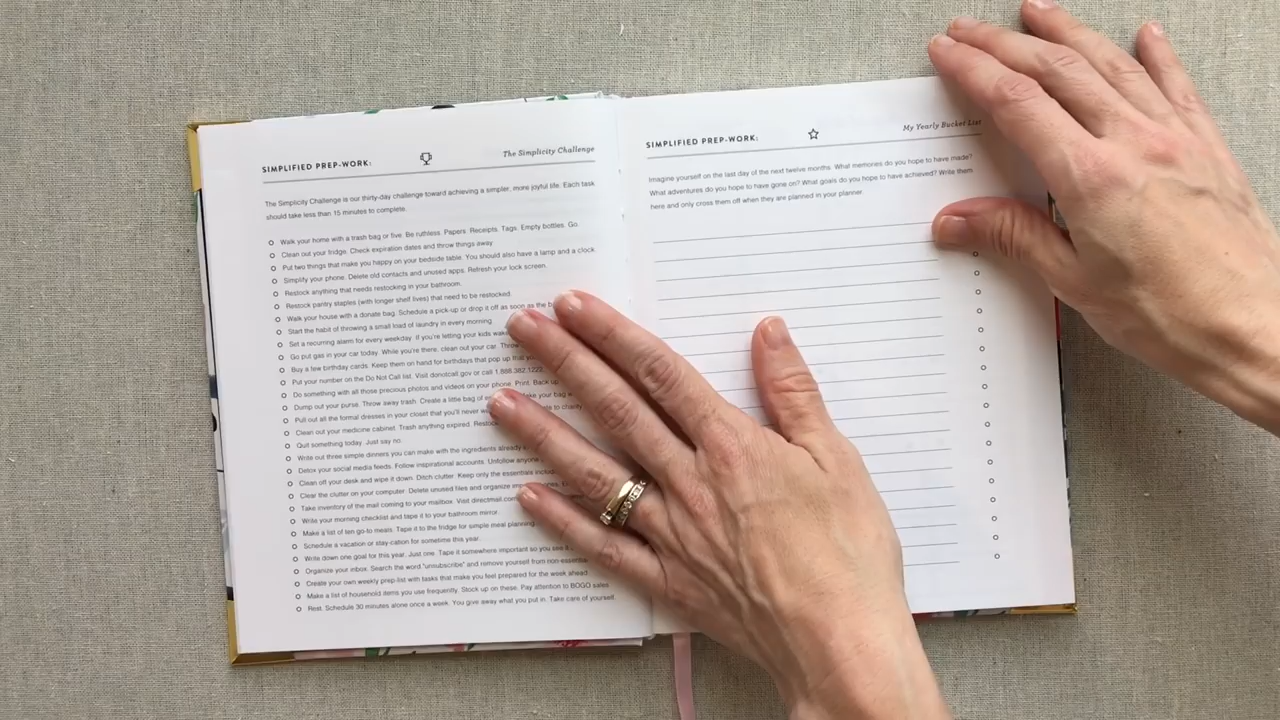 SIMPLIFIED PREP-WORK:
The Simplicity Challenge
The Simplicity Challenge is our thirty-day challenge toward achieving a simpler, more joyful life. Each task
should take less than 15 minutes to complete.
Walk your home with a trash bag or five. Be ruthless. Papers. Receipts. Tags. Empty bottles. Go.
Clean out your fridge. Check expiration dates and throw things away
Put two things that make you happy on your bedside table. You should also have a lamp and a clock.
Simplify your phone. Delete old contacts and unused apps. Refresh your lock screen.
Restock anything that needs restocking in your bathroom.
Restock pantry staples (with longer shelf lives) that need to be restocked.
Walk your house with a donate bag. Schedule a pick-up or drop it off as soon as the
Start the habit of throwing a small load of laundry in every morning.
Set a recurring alarm for every weekday. If you're letting your kids
Go put gas in your car today. While you're there, clean out your car.
Buy a few birthday cards. Keep them on hand for birthdays that pop up
Put your number on the Do Not Call list. Visit donotcall.gov or call 1.888.382.1222
Do something with all those precious photos and videos on your phone. Print. Back up
Dump out your purse. Throw away trash. Create a little bag of
Pull out all the formal dresses in your closet that you'll never
to charity
Clean out your medicine cabinet. Trash anything expired.
Quit something today. Just say no.
Write out three simple dinners you can make with the ingredients already
Detox your social media feeds. Follow inspirational accounts. Unfollow anyone
Clean off your desk and wipe it down. Ditch clutter. Keep only the essentials
Clear the clutter on your computer. Delete unused files and organize
Take inventory of the mail coming to your mailbox. Visit
Write your morning checklist and tape it to your bathroom mirror.
Make a list of ten go-to meals. Tape it to the fridge for simple meal planning.
Schedule a vacation or stay-cation for sometime this year.
Write down one goal for this year. Just one. Tape it somewhere important so you see it
Organize your inbox. Search the word "unsubscribe" and remove yourself from
Create your own weekly prep-list with tasks that make you feel prepared for the week ahead.
Make a list of household items you use frequently. Stock up on these. Pay attention to BOGO sales
Rest. Schedule 30 minutes alone once a week. You give away what you put in. Take care of yourself.
SIMPLIFIED PREP-WORK:
My Yearly Bucket List
Imagine yourself on the last day of the next twelve months. What memories do you hope to have made?
What adventures do you hope to have gone on? What goals do you hope to have achieved? Write them
here and only cross them off when they are planned in your planner.